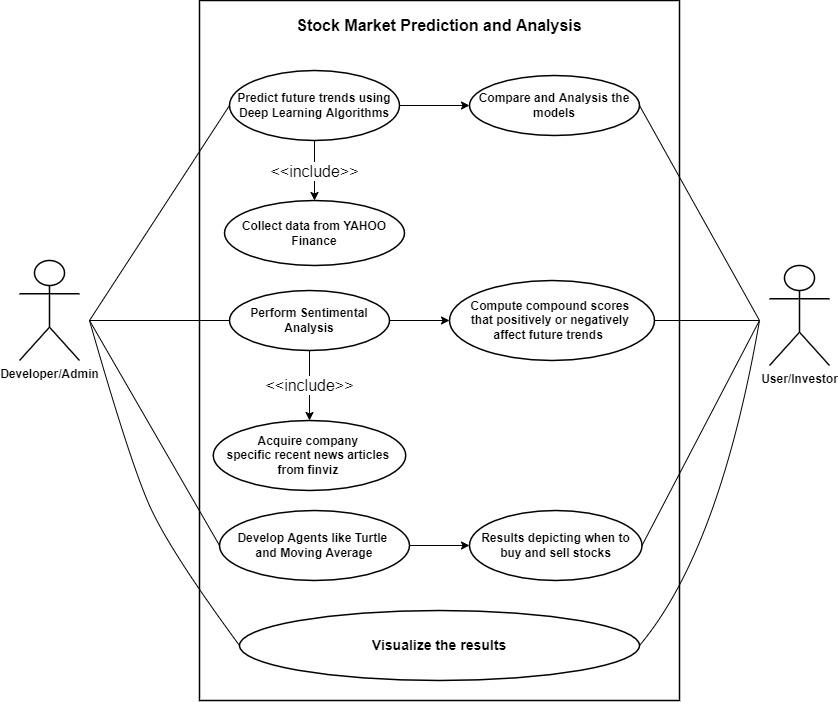 Stock Market Prediction and Analysis
Predict future trends using
Deep Learning Algorithms
Compare and Analysis the
models
<<include>>
Collect data from YAHOO
Finance
Developer/Admin
Perform Sentimental
Analysis
Compute compound scores
that positively or negatively
affect future trends
User/Investor
<<include>>
Acquire company
specific recent news articles
from finviz
Develop Agents like Turtle
and Moving Average
Results depicting when to
buy and sell stocks
Visualize the results